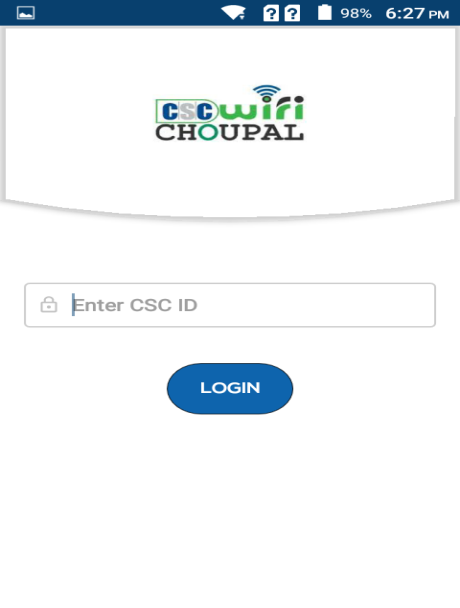 98% 6:27 PM
CSC wifi
CHOUPAL
Enter CSC ID
LOGIN